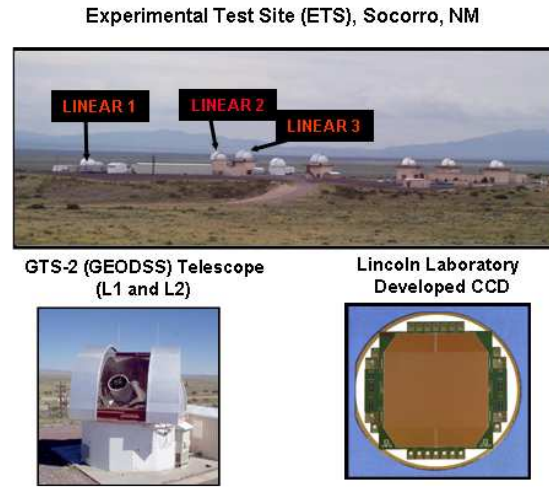 Experimental Test Site (ETS), Socorro, NM
LINEAR 1
LINEAR 2
LINEAR 3
GTS-2 (GEODSS) Telescope
(L1 and L2)
Lincoln Laboratory
Developed CCD